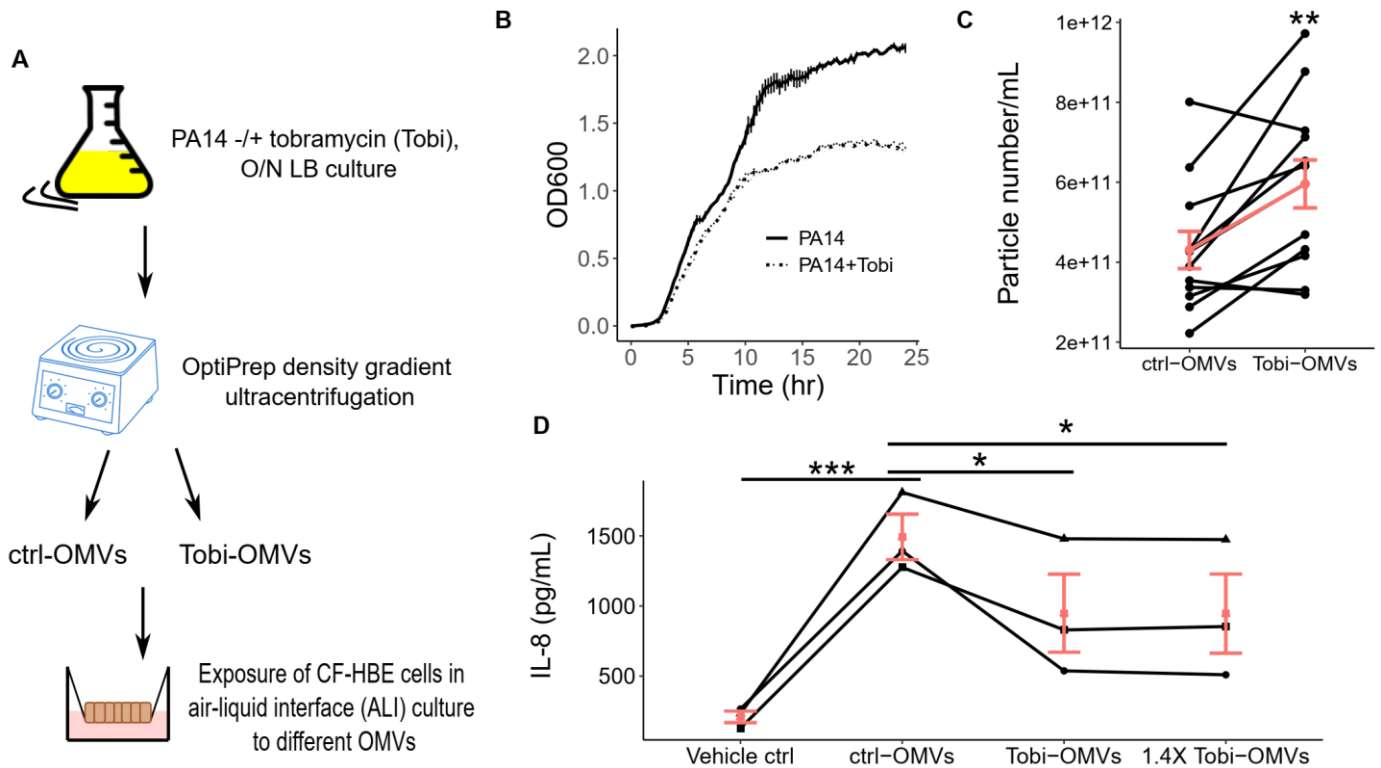 A
PA14 -/+ tobramycin (Tobi),
O/N LB culture
OptiPrep density gradient
ultracentrifugation
ctrl-OMVs
Tobi-OMVs
Exposure of CF-HBE cells in
air-liquid interface (ALI) culture
to different OMVs
B
OD600
2.0
1.5
1.0
0.5
0.0
PA14
PA14+Tobi
0
5
10
15
20
25
Time (hr)
C
**
Particle number/mL
1e+12
8e+11
6e+11
4e+11
2e+11
ctrl−OMVs
Tobi−OMVs
D
*
***
*
IL-8 (pg/mL)
1500
1000
500
Vehicle ctrl
ctrl−OMVs
Tobi−OMVs
1.4X Tobi−OMVs